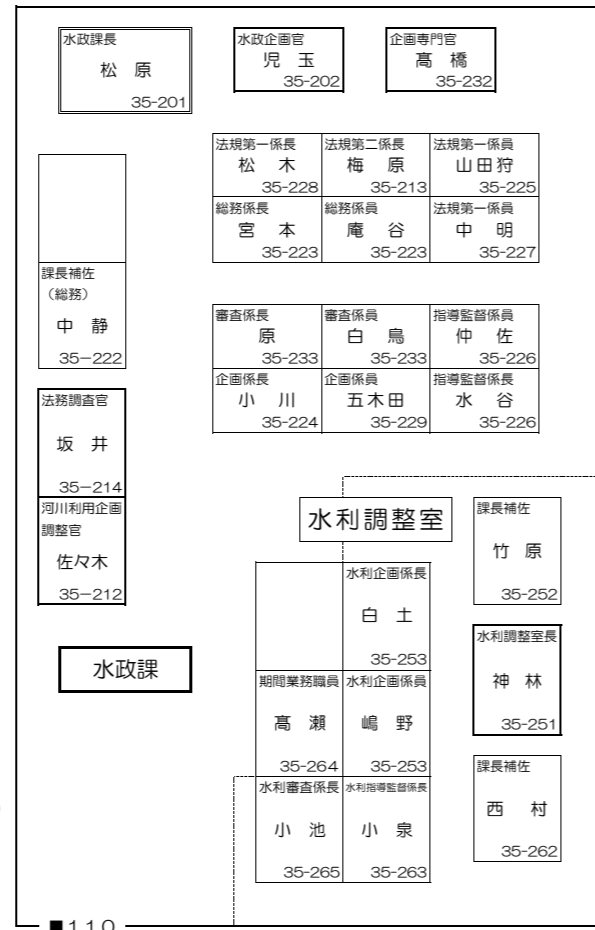 水政課長
松原
35-201
水政企画官
児玉
35-202
企画専門官
髙橋
35-232
法規第一係長
松木
35-228
法規第二係長
梅原
35-213
法規第一係員
山田狩
35-225
総務係長
宮本
35-223
総務係員
庵谷
35-223
法規第一係員
中明
35-227
課長補佐
（総務）
中静
35－222
審査係長
原
35-233
審査係員
白鳥
35-233
指導監督係員
仲佐
35-226
企画係長
小川
35-224
企画係員
五木田
35-229
指導監督係長
水谷
35-226
法務調査官
坂井
35－214
河川利用企画
調整官
佐々木
35－212
水政課
水利調整室
水利企画係長
白土
35-253
期間業務職員
髙瀬
35-264
水利企画係員
嶋野
35-253
水利審査係長
小池
35-265
水利指導監督係長
小泉
35-263
課長補佐
竹原
35-252
水利調整室長
神林
35-251
課長補佐
西村
35-262
■110